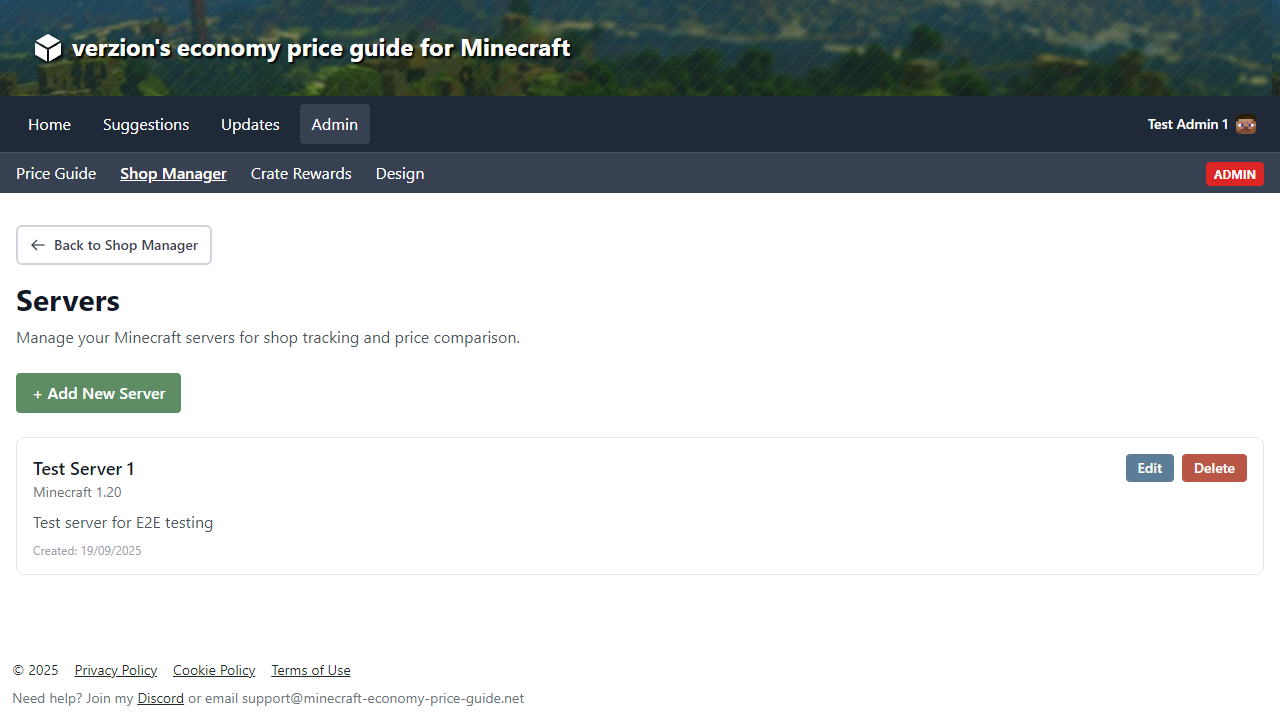 verzion's economy price guide for Minecraft
Home Suggestions Updates Admin Test Admin 1
Price Guide Shop Manager Crate Rewards Design ADMIN
Back to Shop Manager
Servers
Manage your Minecraft servers for shop tracking and price comparison.
+ Add New Server
Test Server 1 Edit Delete
Minecraft 1.20
Test server for E2E testing
Created: 19/09/2025
© 2025 Privacy Policy Cookie Policy Terms of Use
Need help? Join my Discord or email support@minecraft-economy-price-guide.net